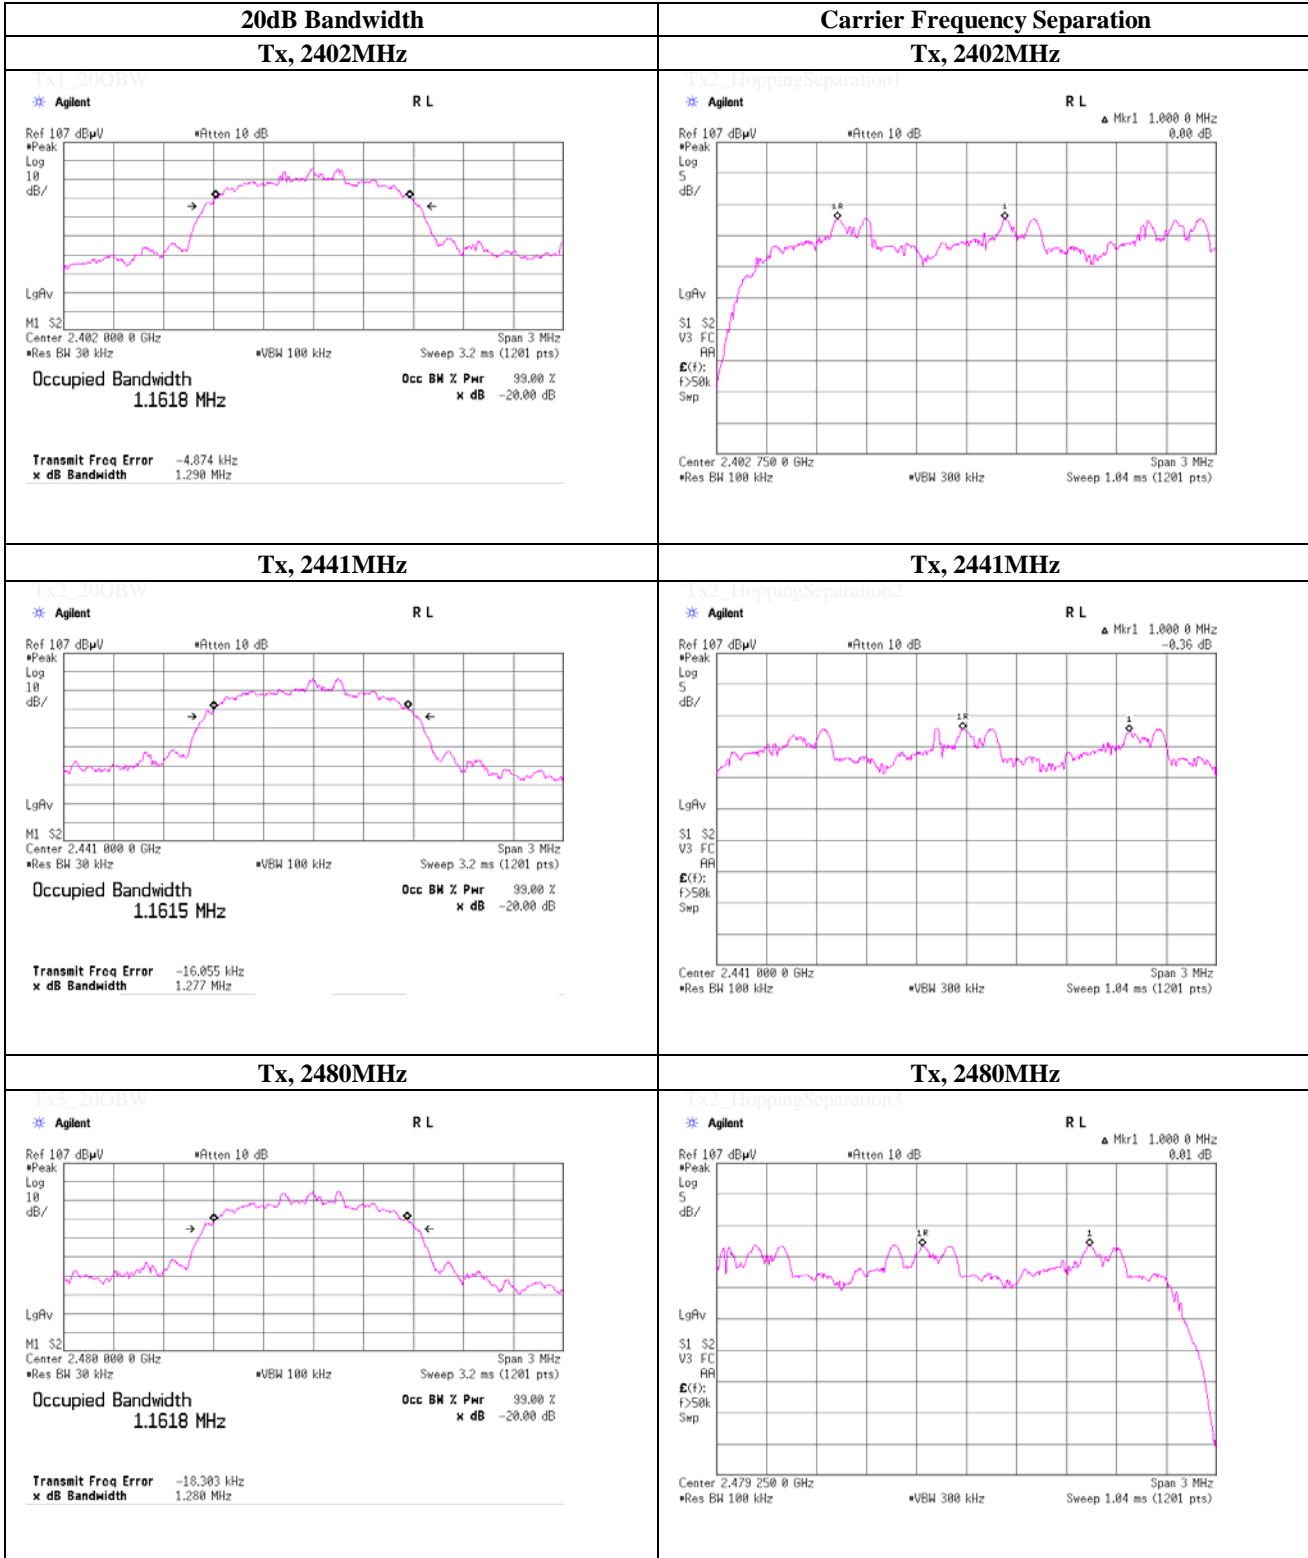 20dB Bandwidth
Carrier Frequency Separation
Tx, 2402MHz
Tx, 2402MHz
Tx1_20OBW
Agilent
R L
Ref 107 dBµV
#Atten 10 dB
#Peak
Log
10
dB/
LgAv
M1 S2
Center 2.402 000 0 GHz
Span 3 MHz
#Res BW 30 kHz
#VBW 100 kHz
Sweep 3.2 ms (1201 pts)
Occupied Bandwidth
1.1618 MHz
Occ BW % Pwr 99.00 %
x dB -20.00 dB
Transmit Freq Error -4.874 kHz
x dB Bandwidth 1.290 MHz
Tx2_HoppingSeparation1
Agilent
R L
Δ Mkr1 1.000 0 MHz
Ref 107 dBµV
#Atten 10 dB
0.00 dB
#Peak
Log
5
dB/
1R
1
LgAv
S1 S2
V3 FC
AA
£(f):
f>50k
Swp
Center 2.402 750 0 GHz
Span 3 MHz
#Res BW 100 kHz
#VBW 300 kHz
Sweep 1.04 ms (1201 pts)
Tx, 2441MHz
Tx, 2441MHz
Tx2_20OBW
Agilent
R L
Ref 107 dBµV
#Atten 10 dB
#Peak
Log
10
dB/
LgAv
M1 S2
Center 2.441 000 0 GHz
Span 3 MHz
#Res BW 30 kHz
#VBW 100 kHz
Sweep 3.2 ms (1201 pts)
Occupied Bandwidth
1.1615 MHz
Occ BW % Pwr 99.00 %
x dB -20.00 dB
Transmit Freq Error -16.055 kHz
x dB Bandwidth 1.277 MHz
Tx2_HoppingSeparation2
Agilent
R L
Δ Mkr1 1.000 0 MHz
Ref 107 dBµV
#Atten 10 dB
-0.36 dB
#Peak
Log
5
dB/
1R
1
LgAv
S1 S2
V3 FC
AA
£(f):
f>50k
Swp
Center 2.441 000 0 GHz
Span 3 MHz
#Res BW 100 kHz
#VBW 300 kHz
Sweep 1.04 ms (1201 pts)
Tx, 2480MHz
Tx, 2480MHz
Tx3_20OBW
Agilent
R L
Ref 107 dBµV
#Atten 10 dB
#Peak
Log
10
dB/
LgAv
M1 S2
Center 2.480 000 0 GHz
Span 3 MHz
#Res BW 30 kHz
#VBW 100 kHz
Sweep 3.2 ms (1201 pts)
Occupied Bandwidth
1.1618 MHz
Occ BW % Pwr 99.00 %
x dB -20.00 dB
Transmit Freq Error -18.303 kHz
x dB Bandwidth 1.280 MHz
Tx2_HoppingSeparation3
Agilent
R L
Δ Mkr1 1.000 0 MHz
Ref 107 dBµV
#Atten 10 dB
0.01 dB
#Peak
Log
5
dB/
1R
1
LgAv
S1 S2
V3 FC
AA
£(f):
f>50k
Swp
Center 2.479 250 0 GHz
Span 3 MHz
#Res BW 100 kHz
#VBW 300 kHz
Sweep 1.04 ms (1201 pts)